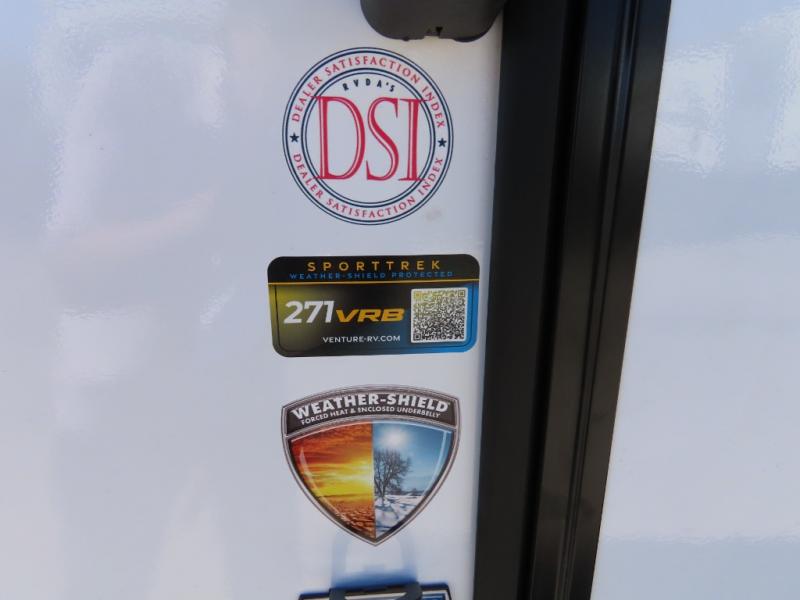 DEALER SATISFACTION INDEX
RVDA'S
DSI
DEALER SATISFACTION INDEX
SPORTTREK
WEATHER-SHIELD PROTECTED
271VRB
VENTURE-RV.COM
WEATHER-SHIELD
FORCED HEAT & ENCLOSED UNDERBELLY